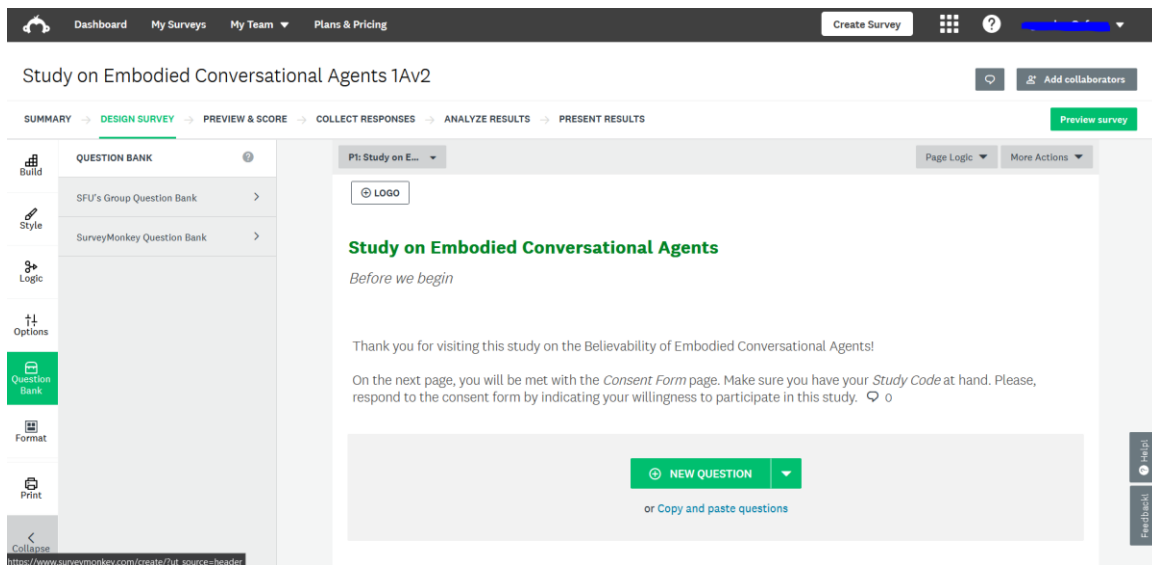 Dashboard My Surveys My Team Plans & Pricing Create Survey ?
Study on Embodied Conversational Agents 1Av2 Add collaborators
SUMMARY → DESIGN SURVEY → PREVIEW & SCORE → COLLECT RESPONSES → ANALYZE RESULTS → PRESENT RESULTS Preview survey
Build
Style
Logic
Options
Question
Bank
Format
Print
Collapse
QUESTION BANK ?
SFU's Group Question Bank >
SurveyMonkey Question Bank >
P1: Study on E... Page Logic More Actions
⊕ LOGO
Study on Embodied Conversational Agents
Before we begin
Thank you for visiting this study on the Believability of Embodied Conversational Agents!
On the next page, you will be met with the Consent Form page. Make sure you have your Study Code at hand. Please,
respond to the consent form by indicating your willingness to participate in this study. 0
⊕ NEW QUESTION
or Copy and paste questions
Help!
Feedback!
https://www.surveymonkey.com/create/?ut_source=header